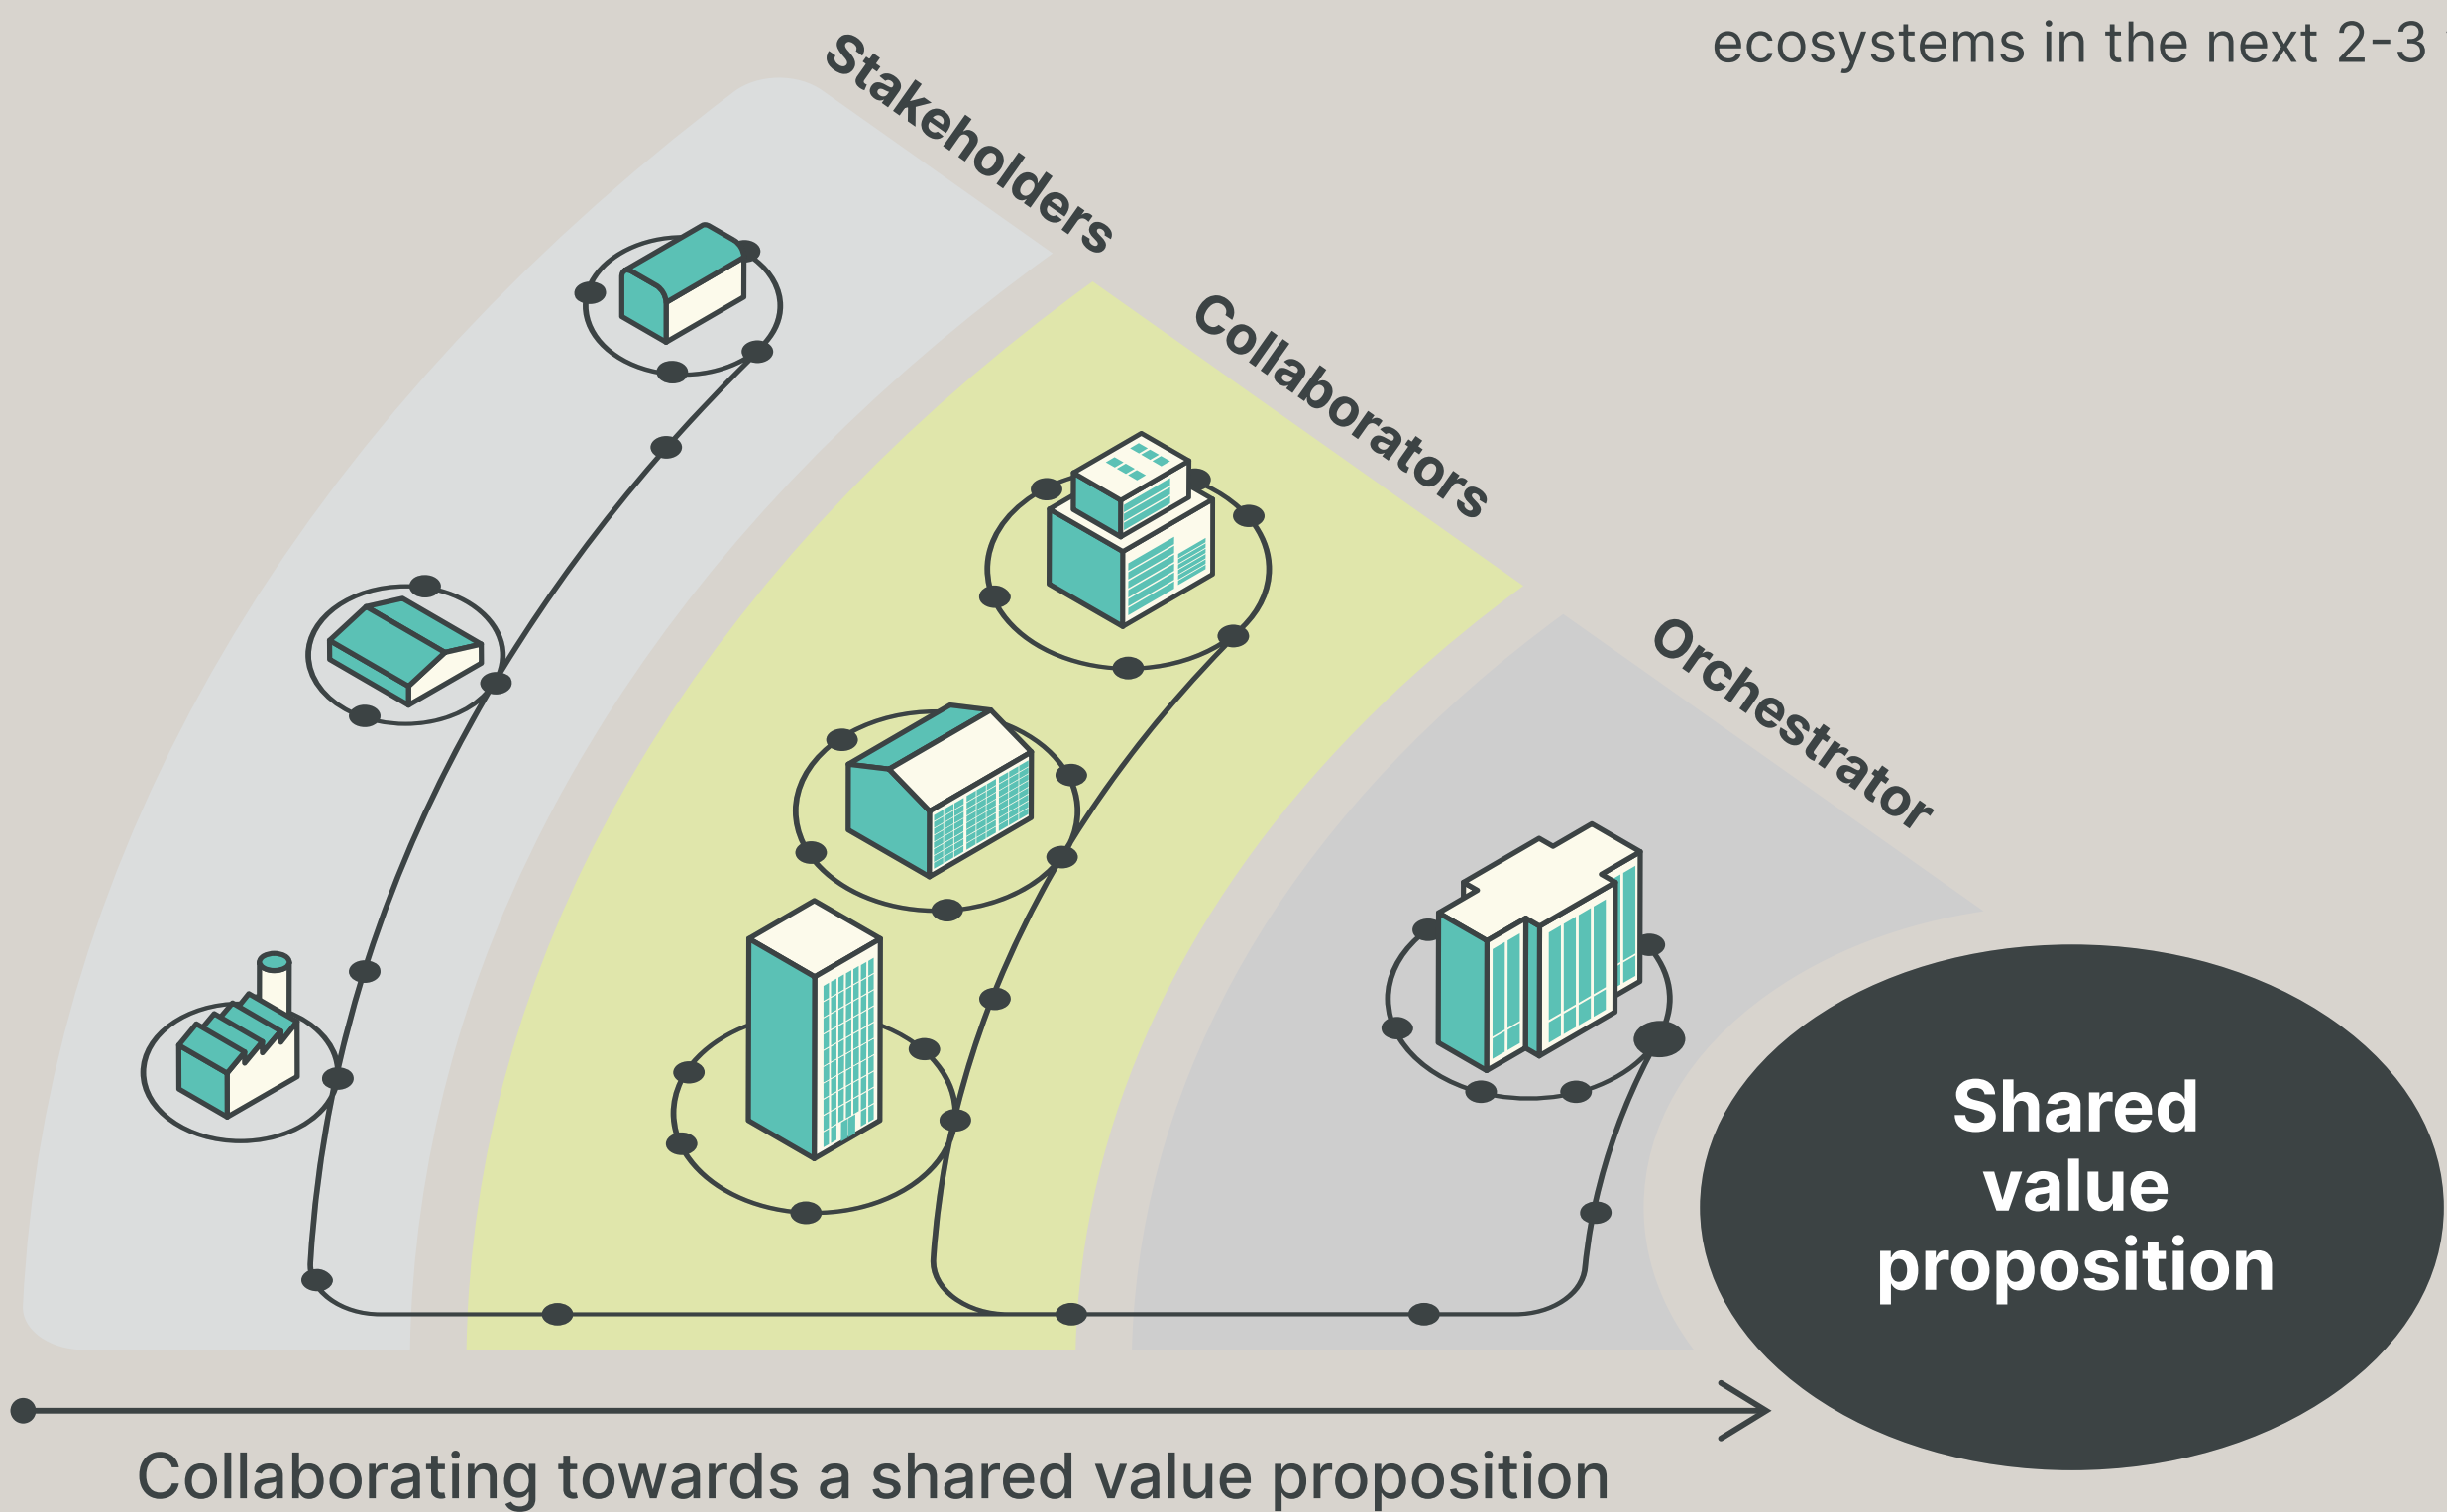 ecosystems in the next 2-3
Stakeholders
Collaborators
Orchestrator
Shared
value
proposition
Collaborating towards a shared value proposition